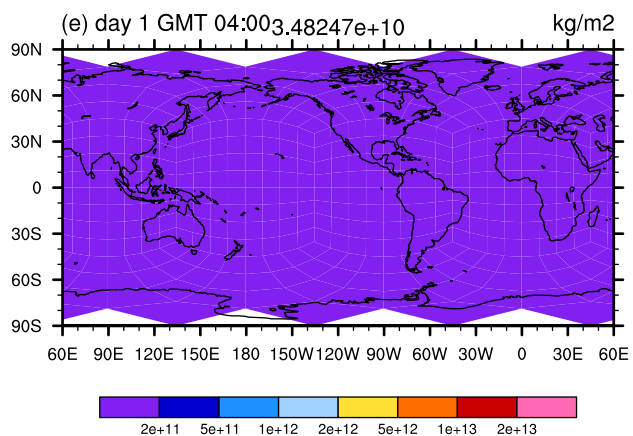 (e) day 1 GMT 04:00 3.48247e+10 kg/m2
90N
60N
30N
0
30S
60S
90S
60E 90E 120E 150E 180 150W 120W 90W 60W 30W 0 30E 60E
2e+11 5e+11 1e+12 2e+12 5e+12 1e+13 2e+13